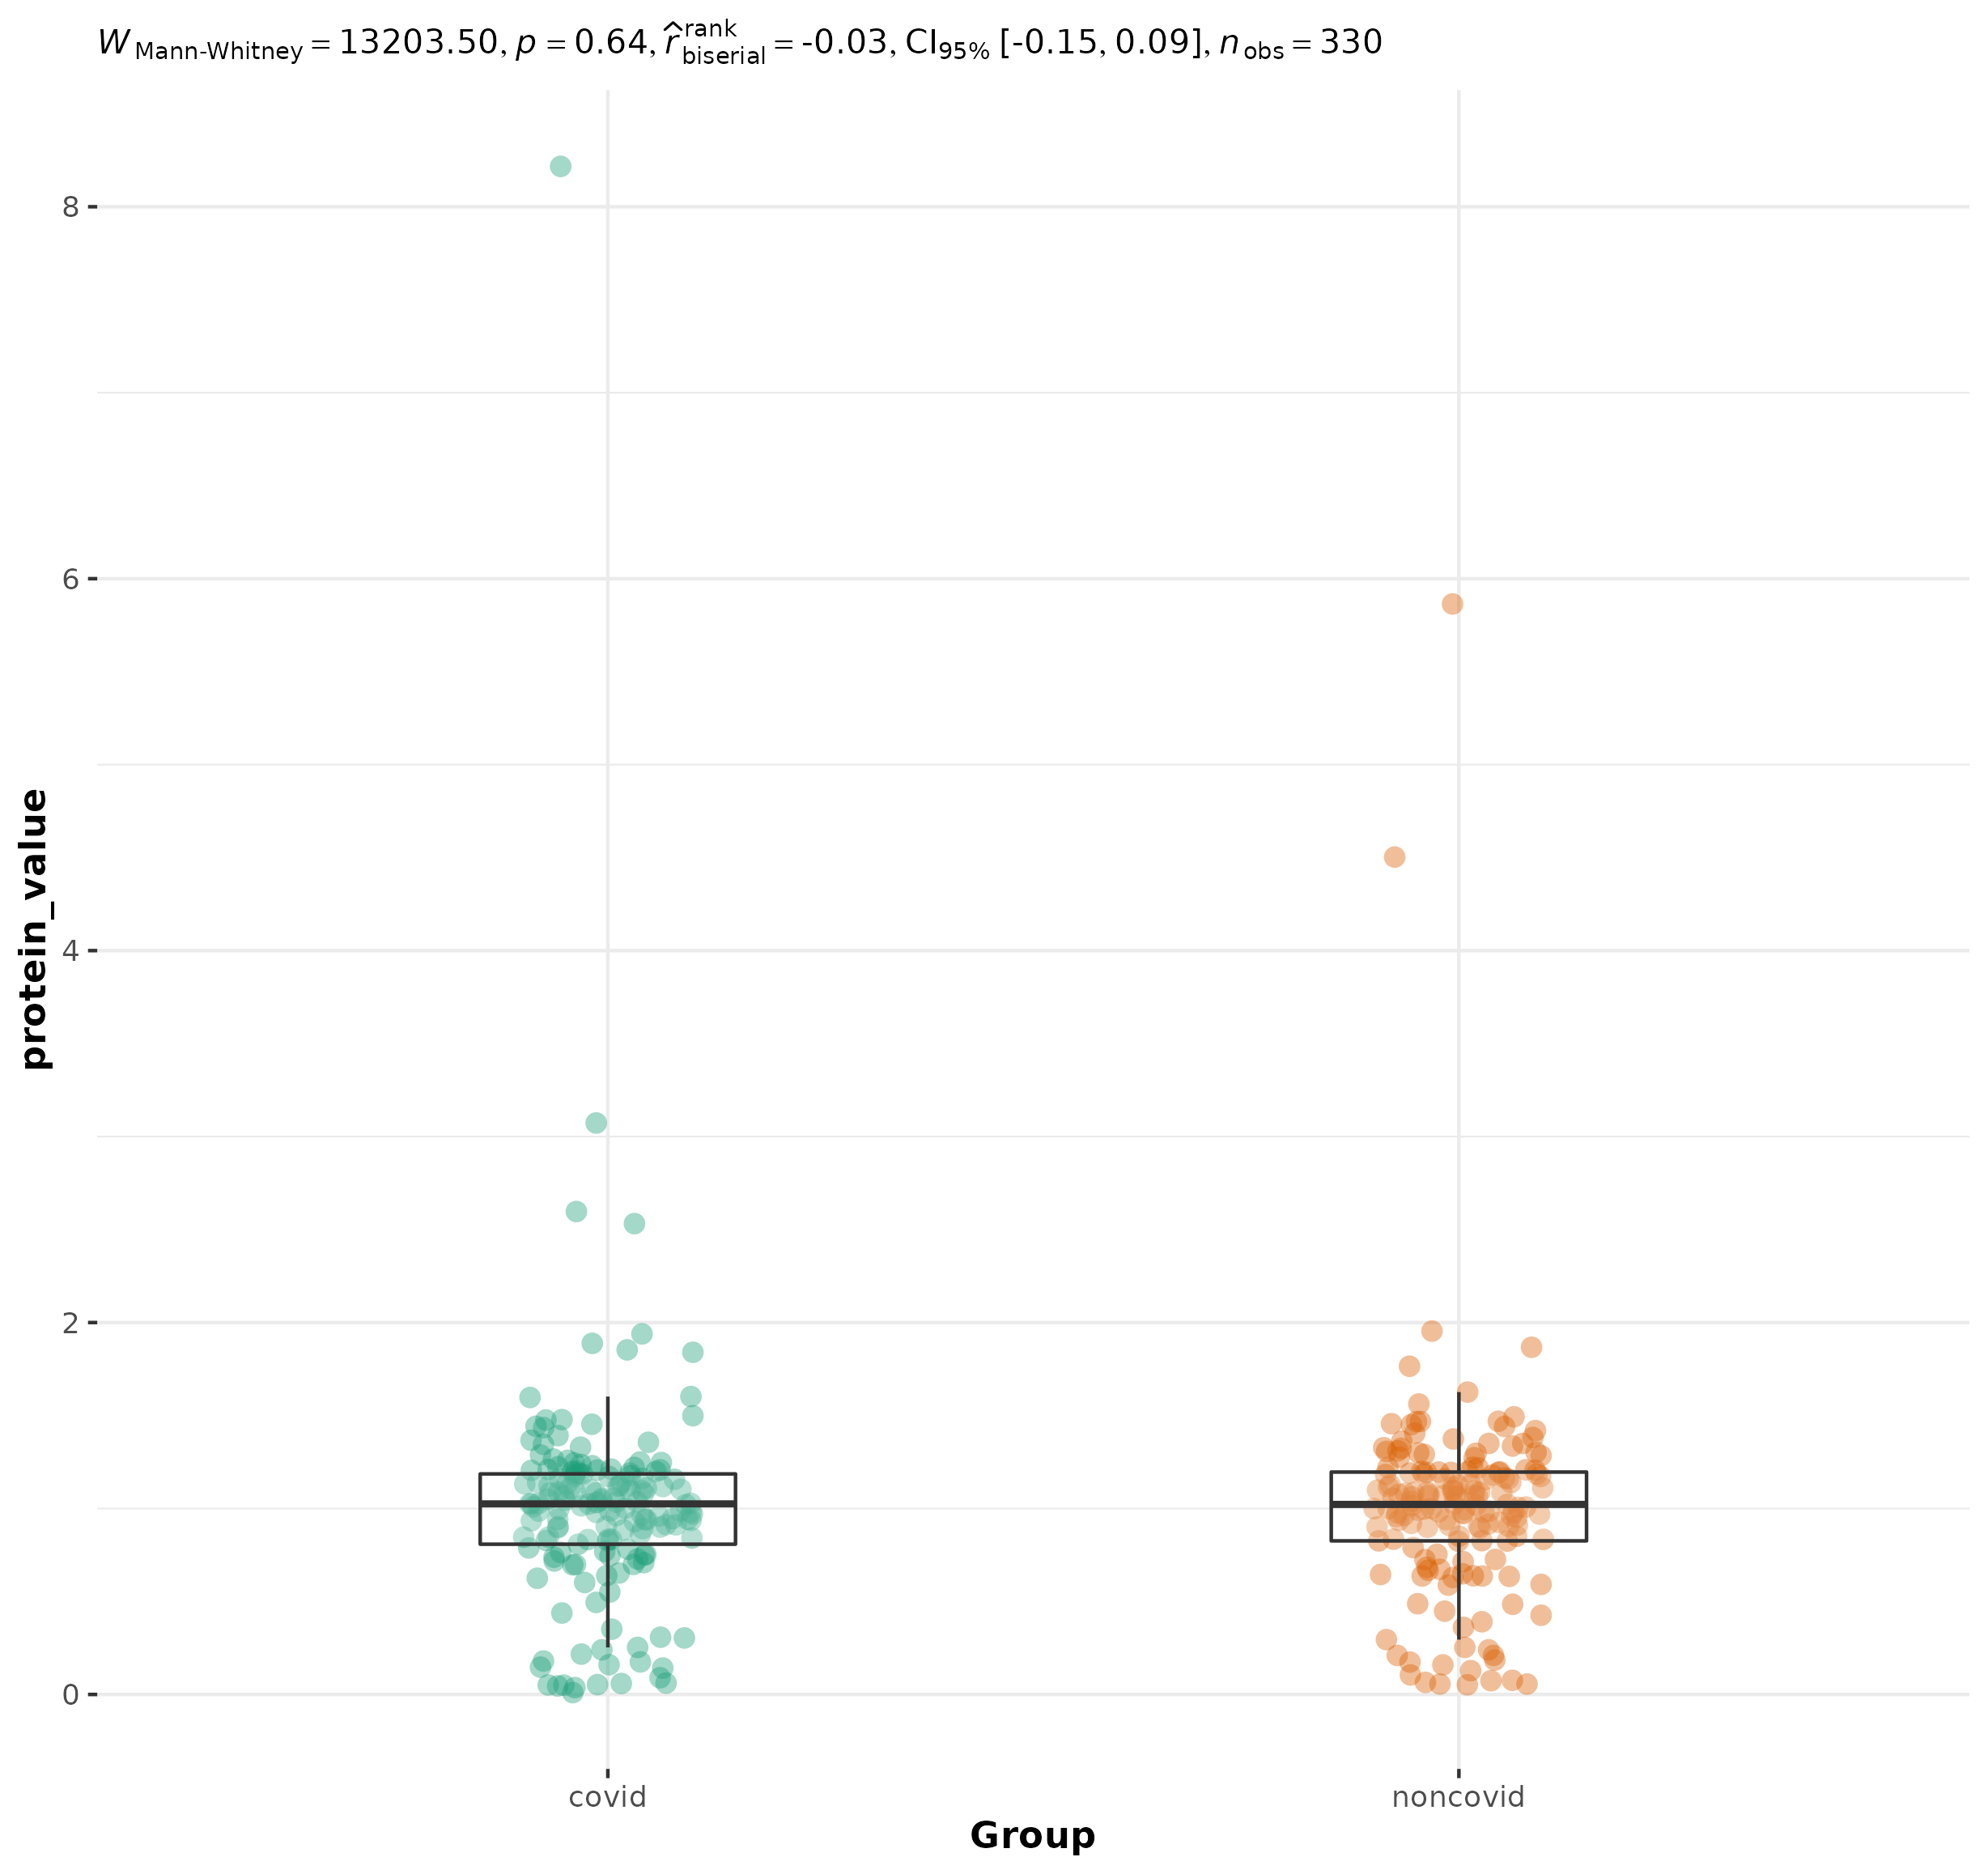 W Mann-Whitney = 13203.50, p = 0.64, r̂ rank biserial = -0.03, CI95% [-0.15, 0.09], n obs = 330
8
6
4
2
0
protein_value
covid noncovid
Group